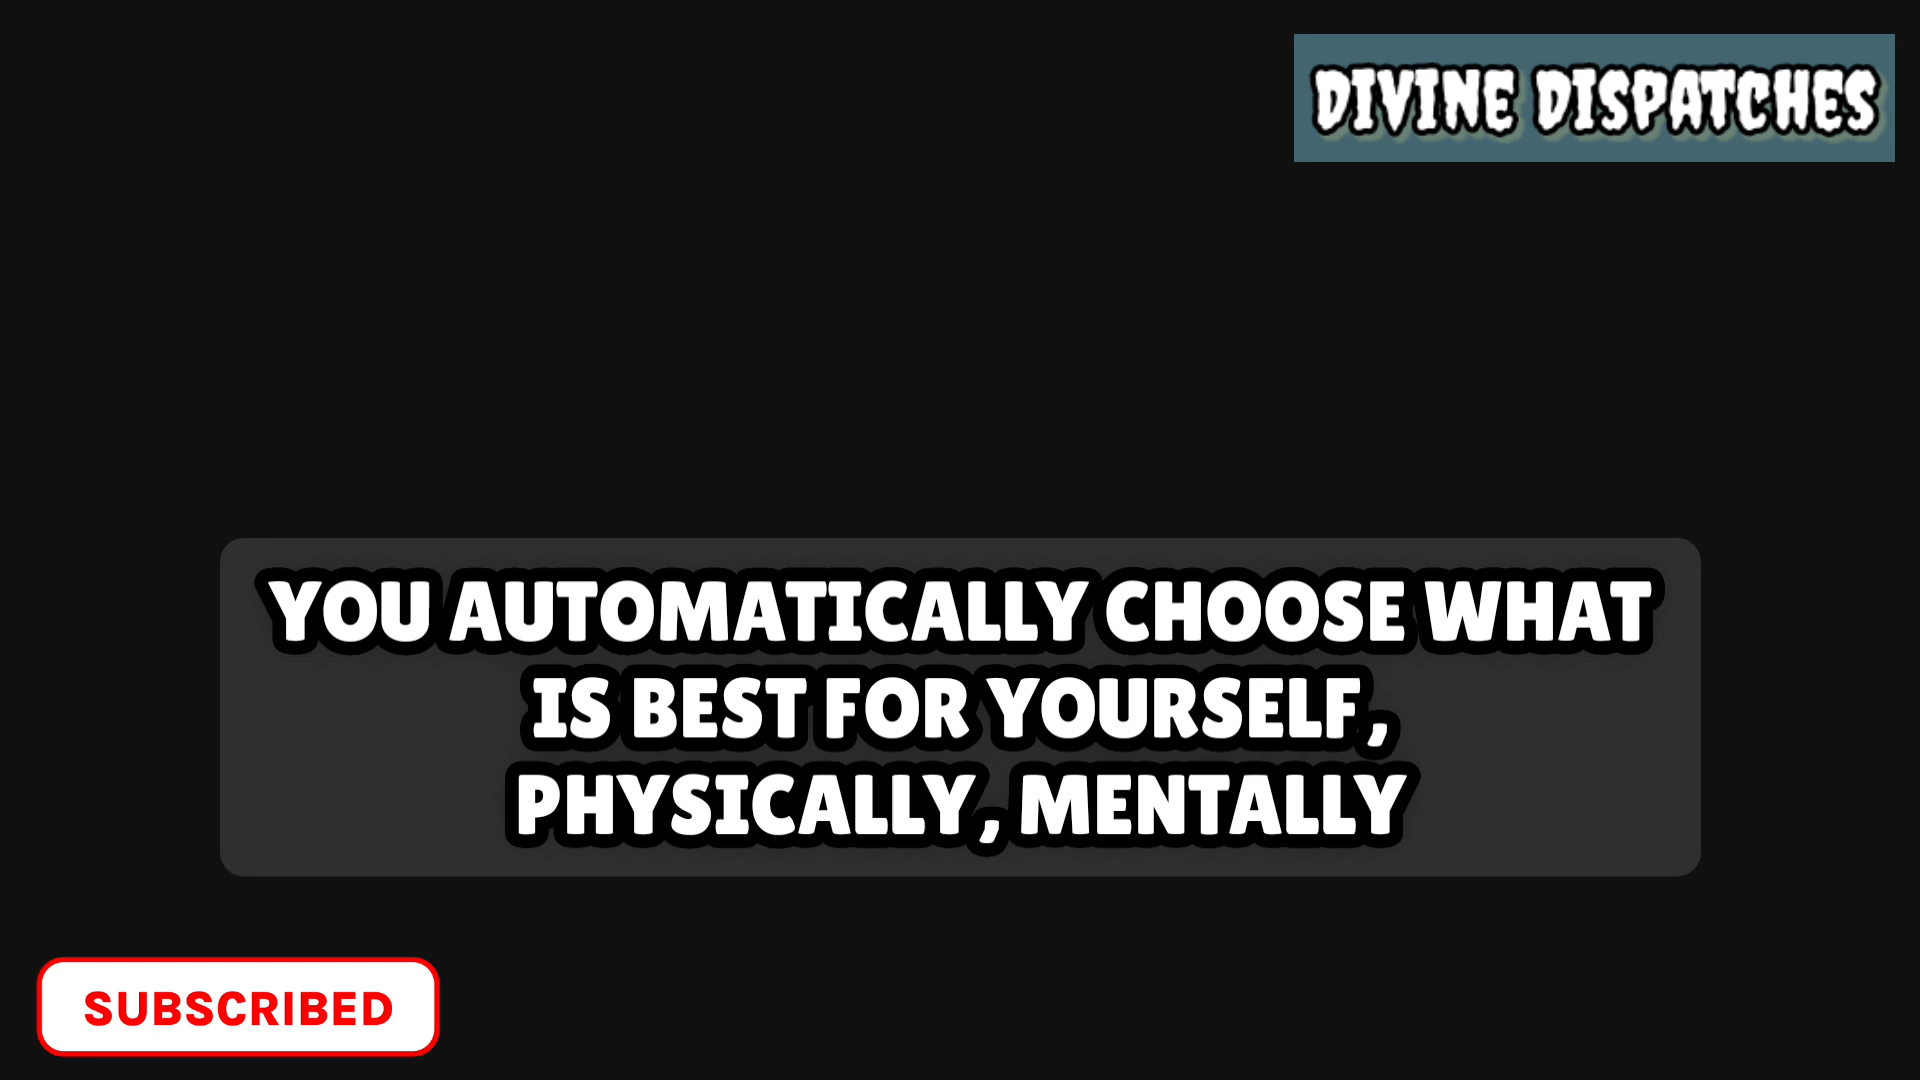 DIVINE DISPATCHES
YOU AUTOMATICALLY CHOOSE WHAT
IS BEST FOR YOURSELF,
PHYSICALLY, MENTALLY
SUBSCRIBED